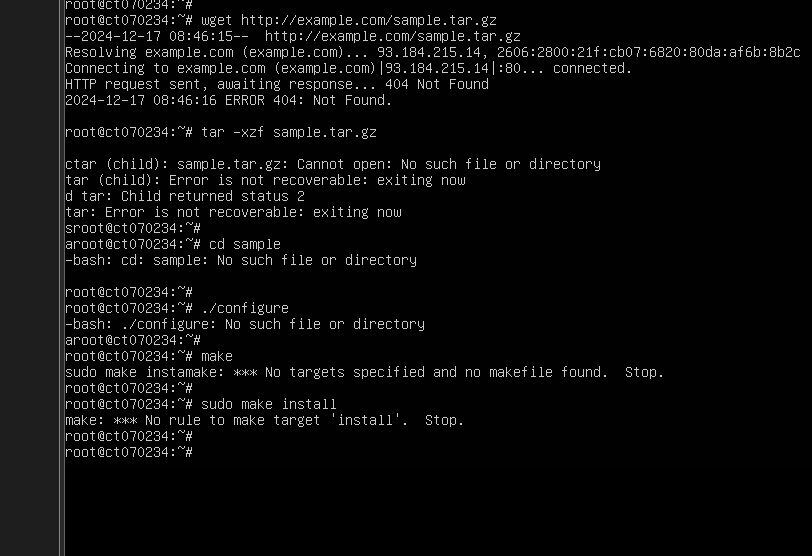 root@ct070234:~#
root@ct070234:~# wget http://example.com/sample.tar.gz
--2024-12-17 08:46:15--  http://example.com/sample.tar.gz
Resolving example.com (example.com)... 93.184.215.14, 2606:2800:21f:cb07:6820:80da:af6b:8b2c
Connecting to example.com (example.com)|93.184.215.14|:80... connected.
HTTP request sent, awaiting response... 404 Not Found
2024-12-17 08:46:16 ERROR 404: Not Found.
root@ct070234:~# tar -xzf sample.tar.gz
ctar (child): sample.tar.gz: Cannot open: No such file or directory
tar (child): Error is not recoverable: exiting now
d tar: Child returned status 2
tar: Error is not recoverable: exiting now
sroot@ct070234:~#
aroot@ct070234:~# cd sample
-bash: cd: sample: No such file or directory
root@ct070234:~#
root@ct070234:~# ./configure
-bash: ./configure: No such file or directory
aroot@ct070234:~#
root@ct070234:~# make
sudo make instamake: *** No targets specified and no makefile found.  Stop.
root@ct070234:~#
root@ct070234:~# sudo make install
make: *** No rule to make target 'install'.  Stop.
root@ct070234:~#
root@ct070234:~#